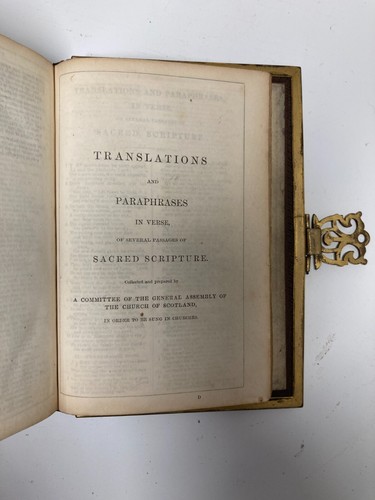 TRANSLATIONS
AND
PARAPHRASES
IN VERSE,
OF SEVERAL PASSAGES OF
SACRED SCRIPTURE.
Collected and prepared by
A COMMITTEE OF THE GENERAL ASSEMBLY OF
THE CHURCH OF SCOTLAND,
IN ORDER TO BE SUNG IN CHURCHES.